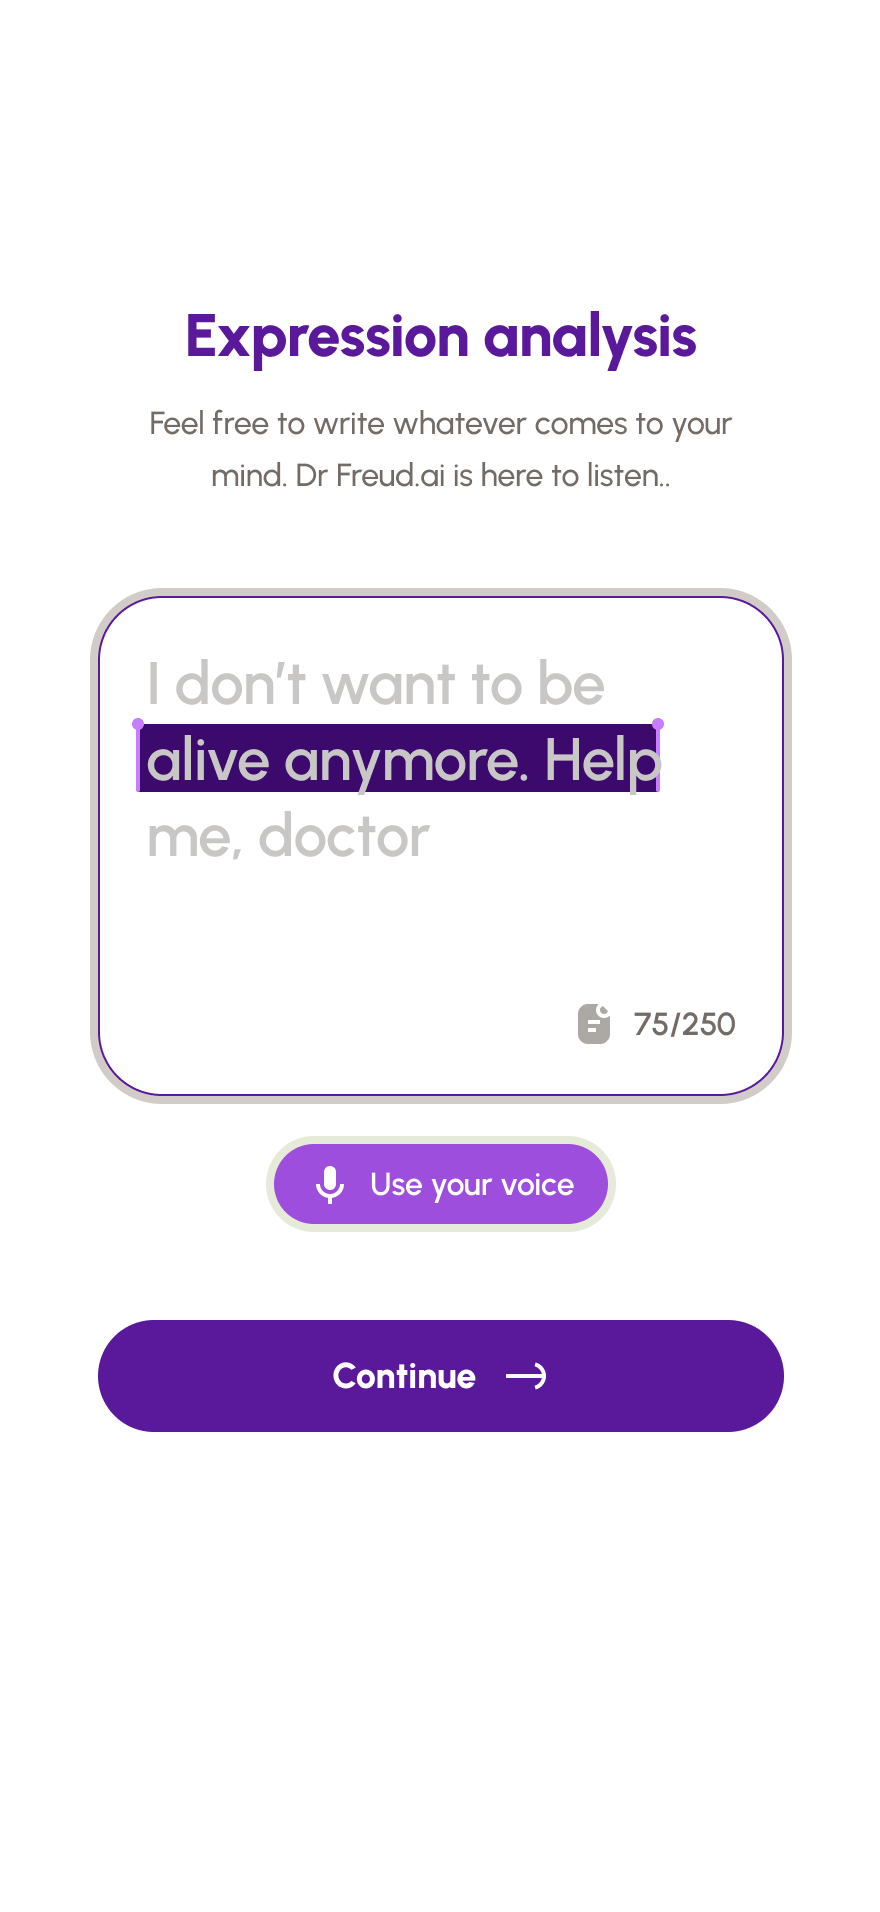 Expression analysis
Feel free to write whatever comes to your
mind. Dr Freud.ai is here to listen..
I don't want to be
alive anymore. Help
me, doctor
75/250
Use your voice
Continue